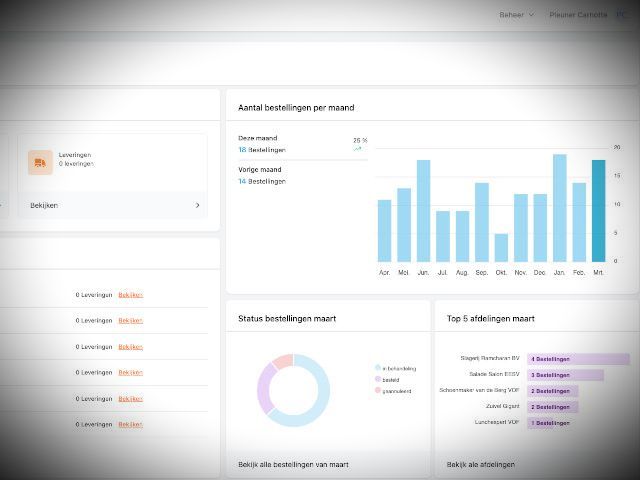 Beheer
Pleuner Carnotte
PC
Aantal bestellingen per maand
Deze maand
25 %
18 Bestellingen
Vorige maand
14 Bestellingen
20
15
10
5
0
Apr. Mei. Jun. Jul. Aug. Sep. Okt. Nov. Dec. Jan. Feb. Mrt.
Leveringen
0 leveringen
Bekijken
0 Leveringen Bekijken
0 Leveringen Bekijken
0 Leveringen Bekijken
0 Leveringen Bekijken
0 Leveringen Bekijken
0 Leveringen Bekijken
Status bestellingen maart
in behandeling
besteld
geannuleerd
Bekijk alle bestellingen van maart
Top 5 afdelingen maart
Slagerij Ramcharan BV 4 Bestellingen
Salade Salon EESV 3 Bestellingen
Schoenmaker van de Berg VOF 2 Bestellingen
Zuivel Gigant 2 Bestellingen
Lunchexpert VOF 1 Bestellingen
Bekijk alle afdelingen